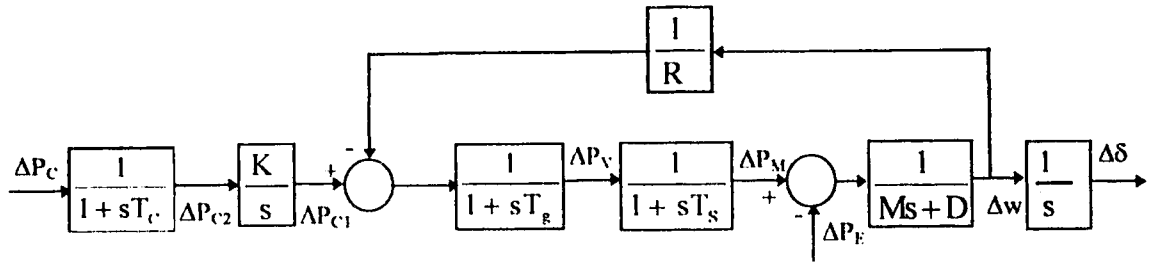 1
R
-
ΔP_C
1
1 + sT_C
ΔP_C2
K
s
+
ΔP_C1
1
1 + sT_g
ΔP_V
1
1 + sT_S
ΔP_M
+
-
ΔP_E
1
Ms + D
Δw
1
s
Δδ